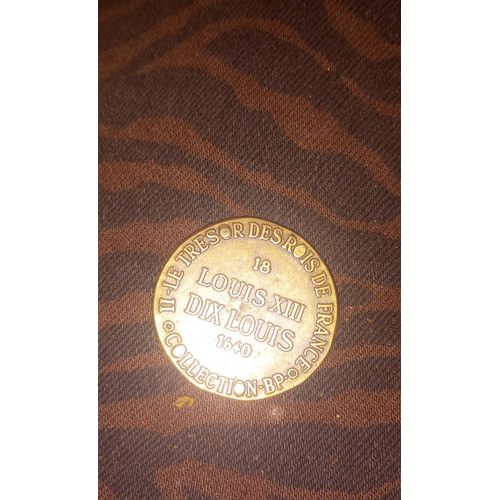 II-LE TRESOR DES ROIS DE FRANCE
18
LOUIS XIII
DIX LOUIS
1640
COLLECTION-BP-